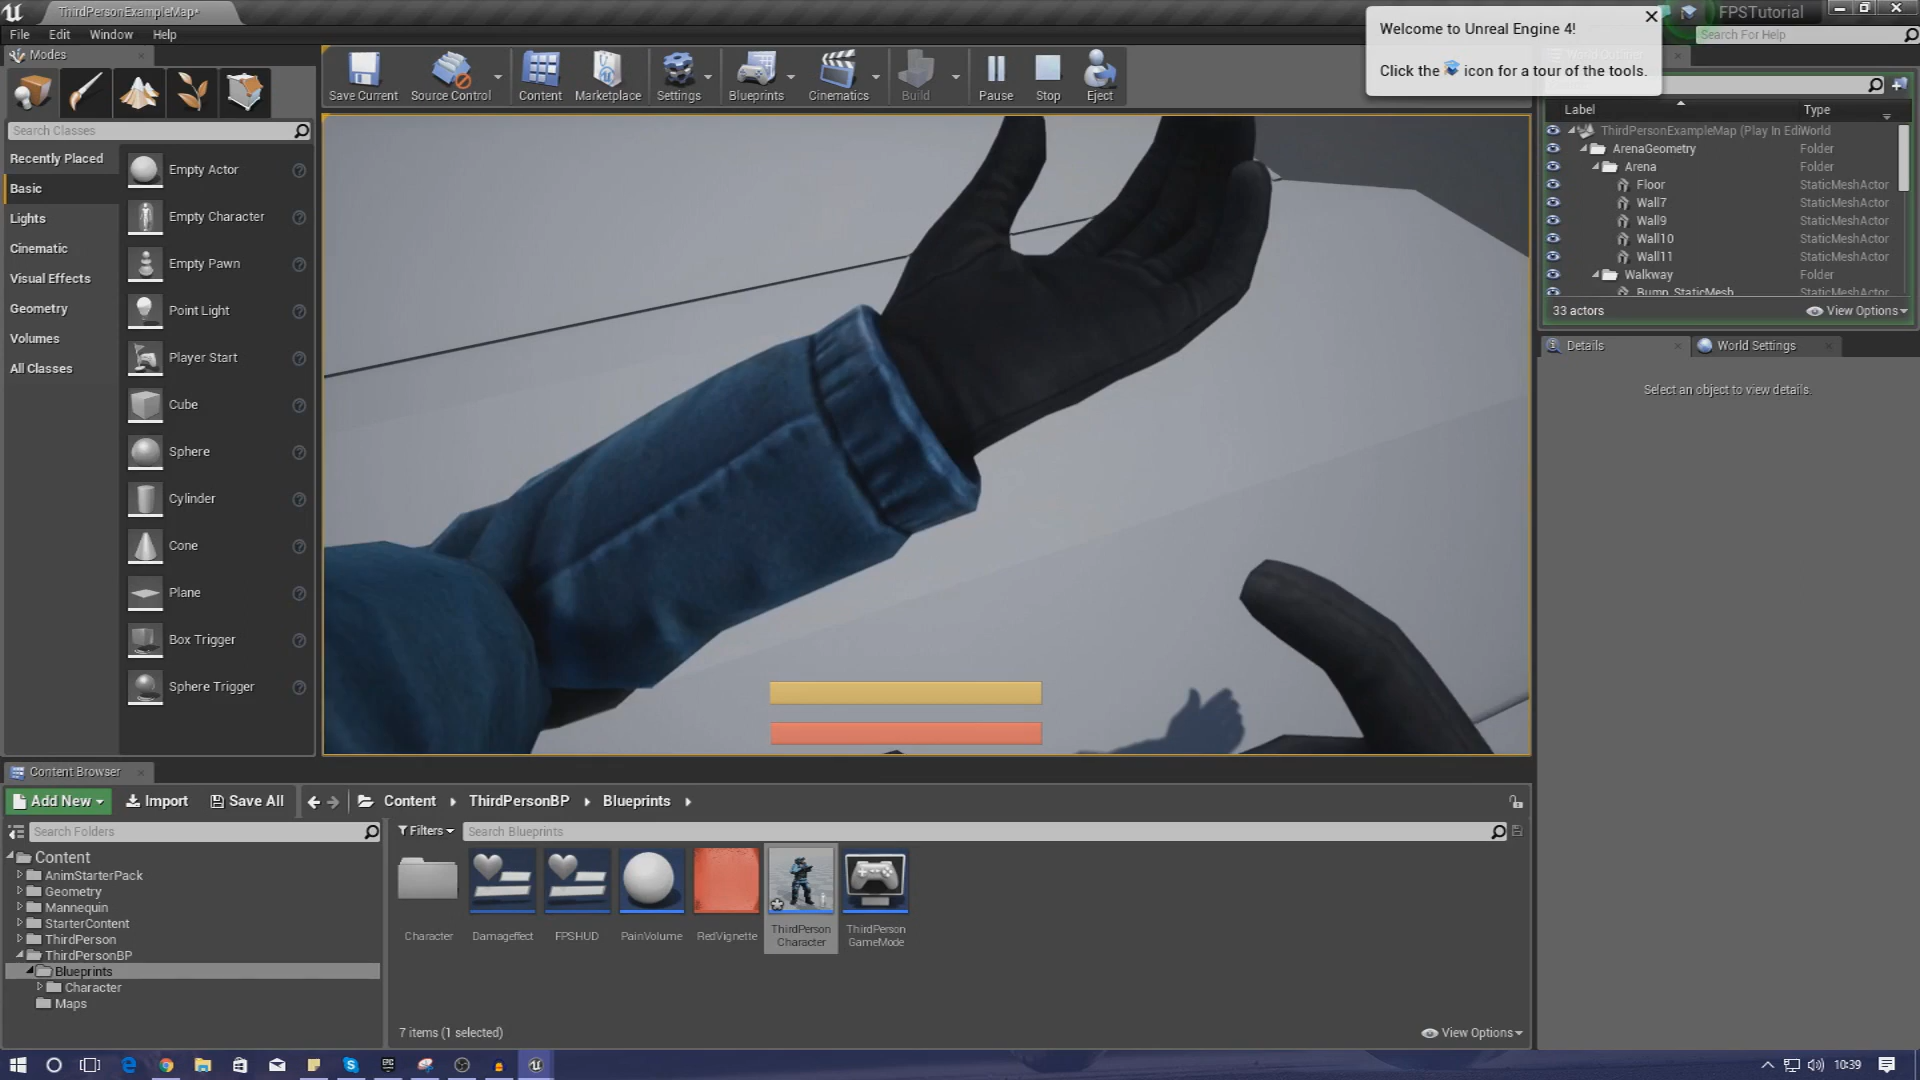 ThirdPersonExampleMap*
FPSTutorial
File Edit Window Help
Search For Help
Welcome to Unreal Engine 4!
Click the icon for a tour of the tools.
Modes
Save Current
Source Control
Content
Marketplace
Settings
Blueprints
Cinematics
Build
Pause
Stop
Eject
Search Classes
Recently Placed
Basic
Lights
Cinematic
Visual Effects
Geometry
Volumes
All Classes
Empty Actor
Empty Character
Empty Pawn
Point Light
Player Start
Cube
Sphere
Cylinder
Cone
Plane
Box Trigger
Sphere Trigger
Label Type
ThirdPersonExampleMap (Play In Edi World
ArenaGeometry Folder
Arena Folder
Floor StaticMeshActor
Wall7 StaticMeshActor
Wall9 StaticMeshActor
Wall10 StaticMeshActor
Wall11 StaticMeshActor
Walkway Folder
Bump_StaticMesh StaticMeshActor
33 actors View Options
Details World Settings
Select an object to view details.
Content Browser
Add New Import Save All Content ThirdPersonBP Blueprints
Search Folders
Filters Search Blueprints
Content
AnimStarterPack
Geometry
Mannequin
StarterContent
ThirdPerson
ThirdPersonBP
Blueprints
Character
Maps
Character
Damageffect
FPSHUD
PainVolume
RedVignette
ThirdPerson
Character
ThirdPerson
GameMode
7 items (1 selected) View Options
10:39